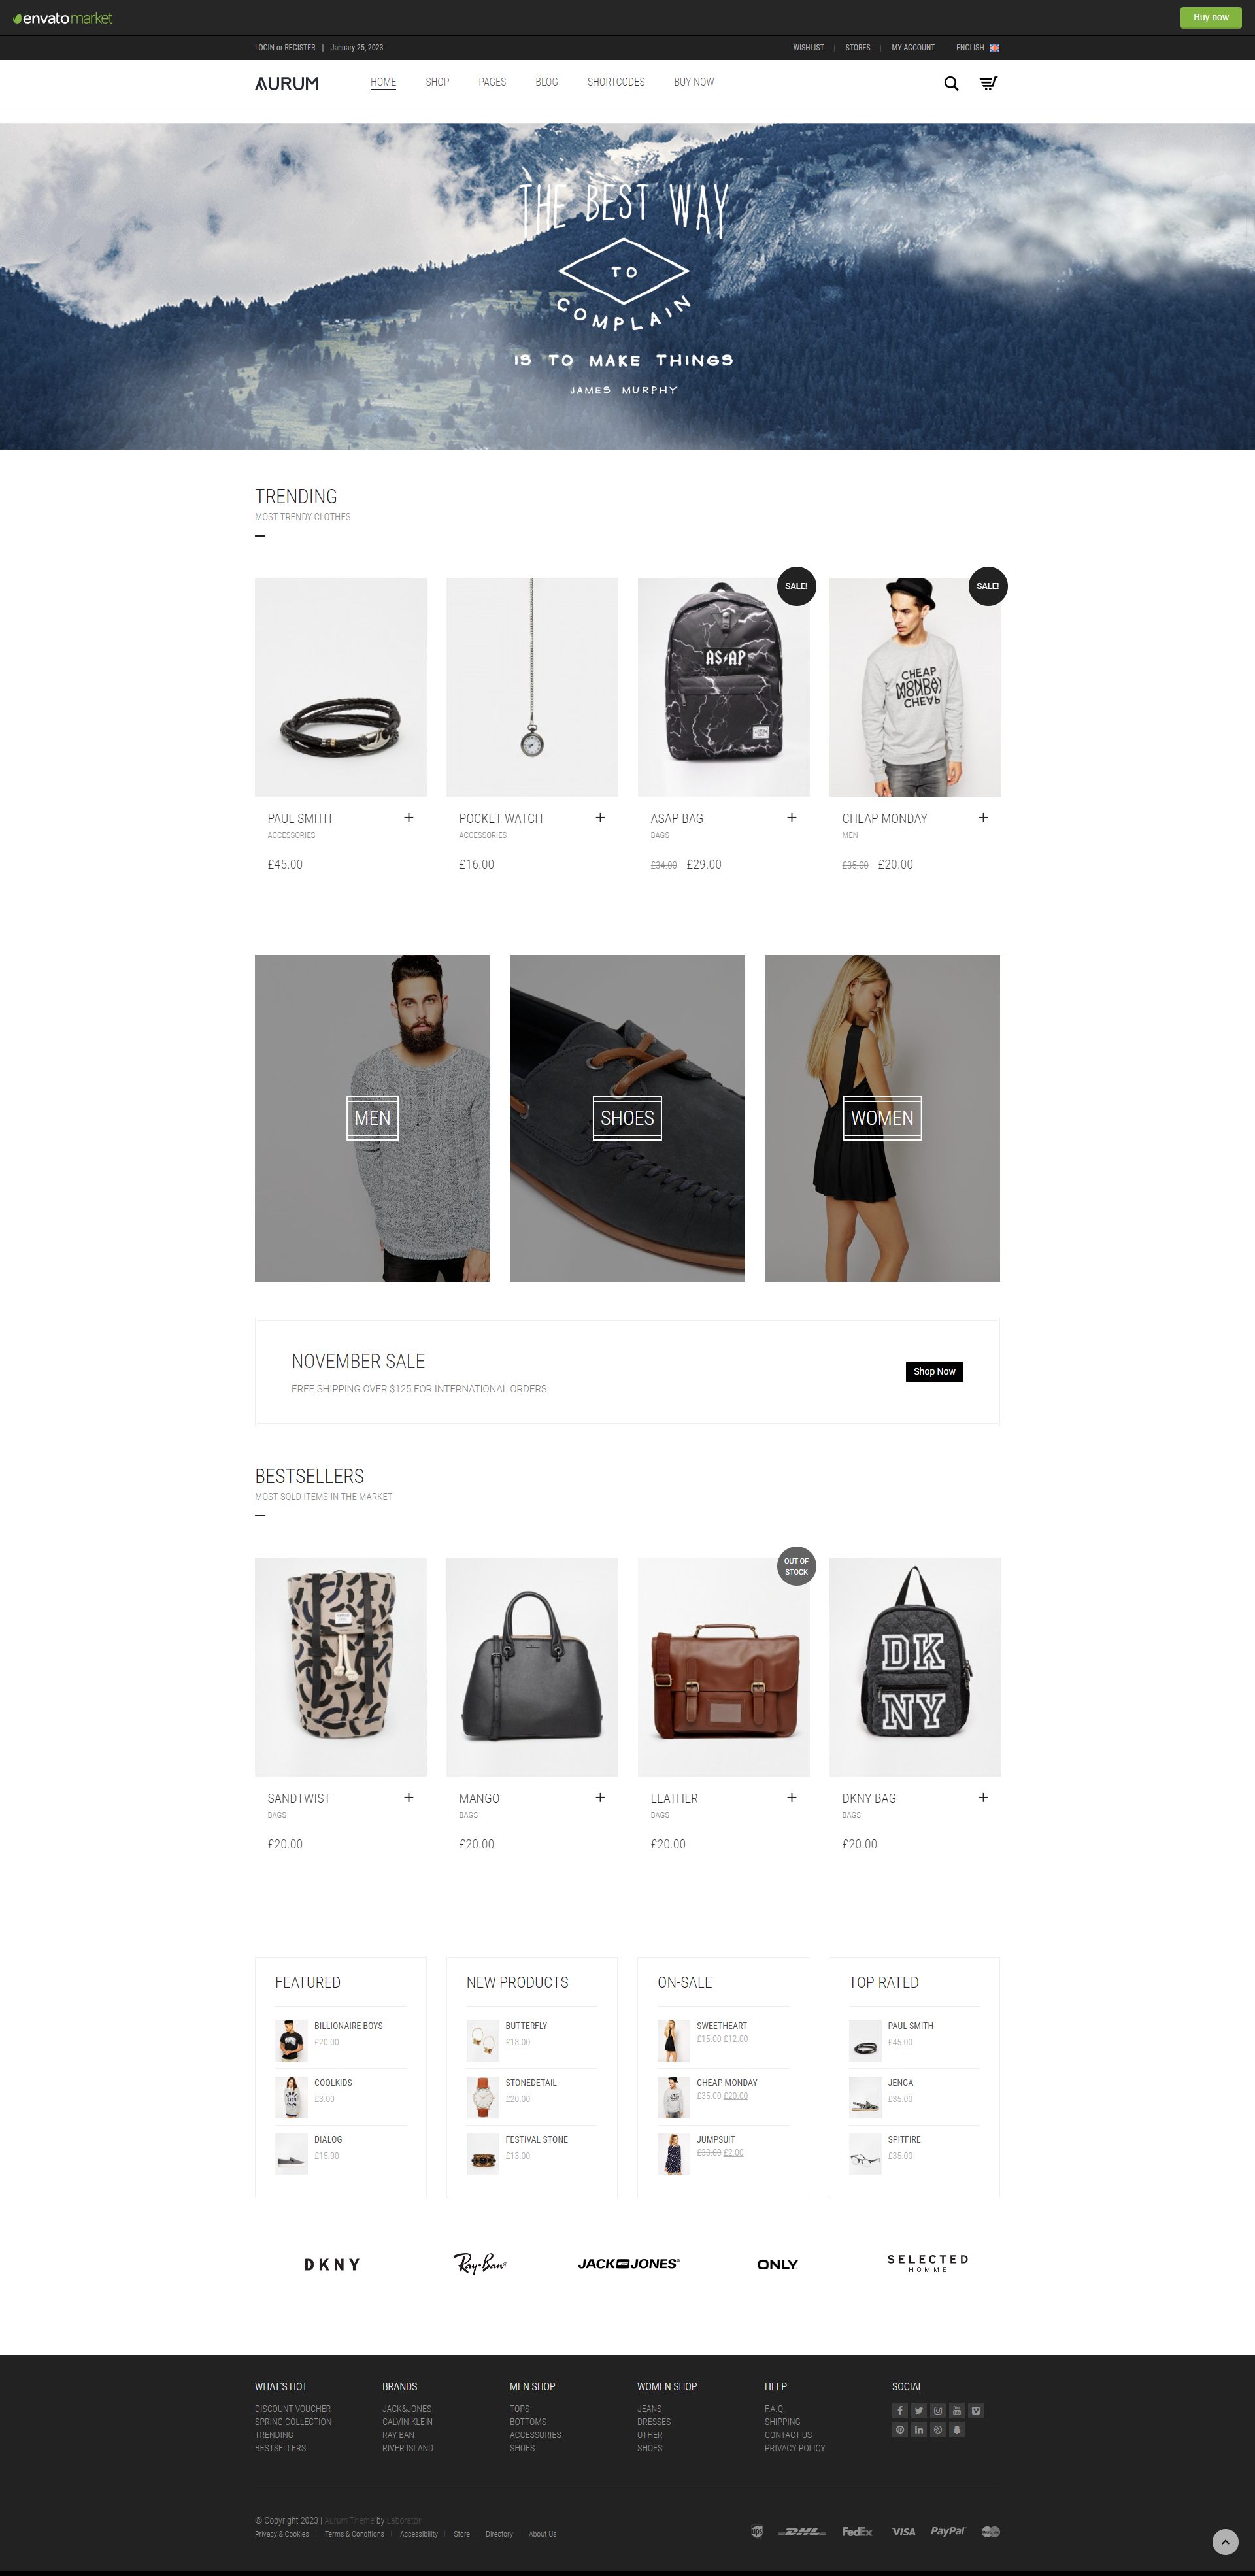 envatomarket
Buy now
LOGIN or REGISTER | January 25, 2023
WISHLIST | STORES | MY ACCOUNT | ENGLISH
AURUM
HOME SHOP PAGES BLOG SHORTCODES BUY NOW
THE BEST WAY
TO
COMPLAIN
IS TO MAKE THINGS
JAMES MURPHY
TRENDING
MOST TRENDY CLOTHES
SALE!
SALE!
AS AP
CHEAP
MONDAY
CHEAP
PAUL SMITH
ACCESSORIES
£45.00
POCKET WATCH
ACCESSORIES
£16.00
ASAP BAG
BAGS
£34.00 £29.00
CHEAP MONDAY
MEN
£35.00 £20.00
MEN
SHOES
WOMEN
NOVEMBER SALE
FREE SHIPPING OVER $125 FOR INTERNATIONAL ORDERS
Shop Now
BESTSELLERS
MOST SOLD ITEMS IN THE MARKET
OUT OF
STOCK
DK
NY
SANDTWIST
BAGS
£20.00
MANGO
BAGS
£20.00
LEATHER
BAGS
£20.00
DKNY BAG
BAGS
£20.00
FEATURED
BILLIONAIRE BOYS
£20.00
COOLKIDS
£3.00
DIALOG
£15.00
NEW PRODUCTS
BUTTERFLY
£18.00
STONEDETAIL
£20.00
FESTIVAL STONE
£13.00
ON-SALE
SWEETHEART
£15.00 £12.00
CHEAP MONDAY
£35.00 £20.00
JUMPSUIT
£33.00 £2.00
TOP RATED
PAUL SMITH
£45.00
JENGA
£35.00
SPITFIRE
£35.00
DKNY
Ray-Ban
JACK JONES
ONLY
SELECTED
HOMME
WHAT'S HOT
DISCOUNT VOUCHER
SPRING COLLECTION
TRENDING
BESTSELLERS
BRANDS
JACK&JONES
CALVIN KLEIN
RAY BAN
RIVER ISLAND
MEN SHOP
TOPS
BOTTOMS
ACCESSORIES
SHOES
WOMEN SHOP
JEANS
DRESSES
OTHER
SHOES
HELP
F.A.Q.
SHIPPING
CONTACT US
PRIVACY POLICY
SOCIAL
© Copyright 2023 | Aurum Theme by Laborator
Privacy & Cookies | Terms & Conditions | Accessibility | Store | Directory | About Us
ups DHL FedEx VISA PayPal